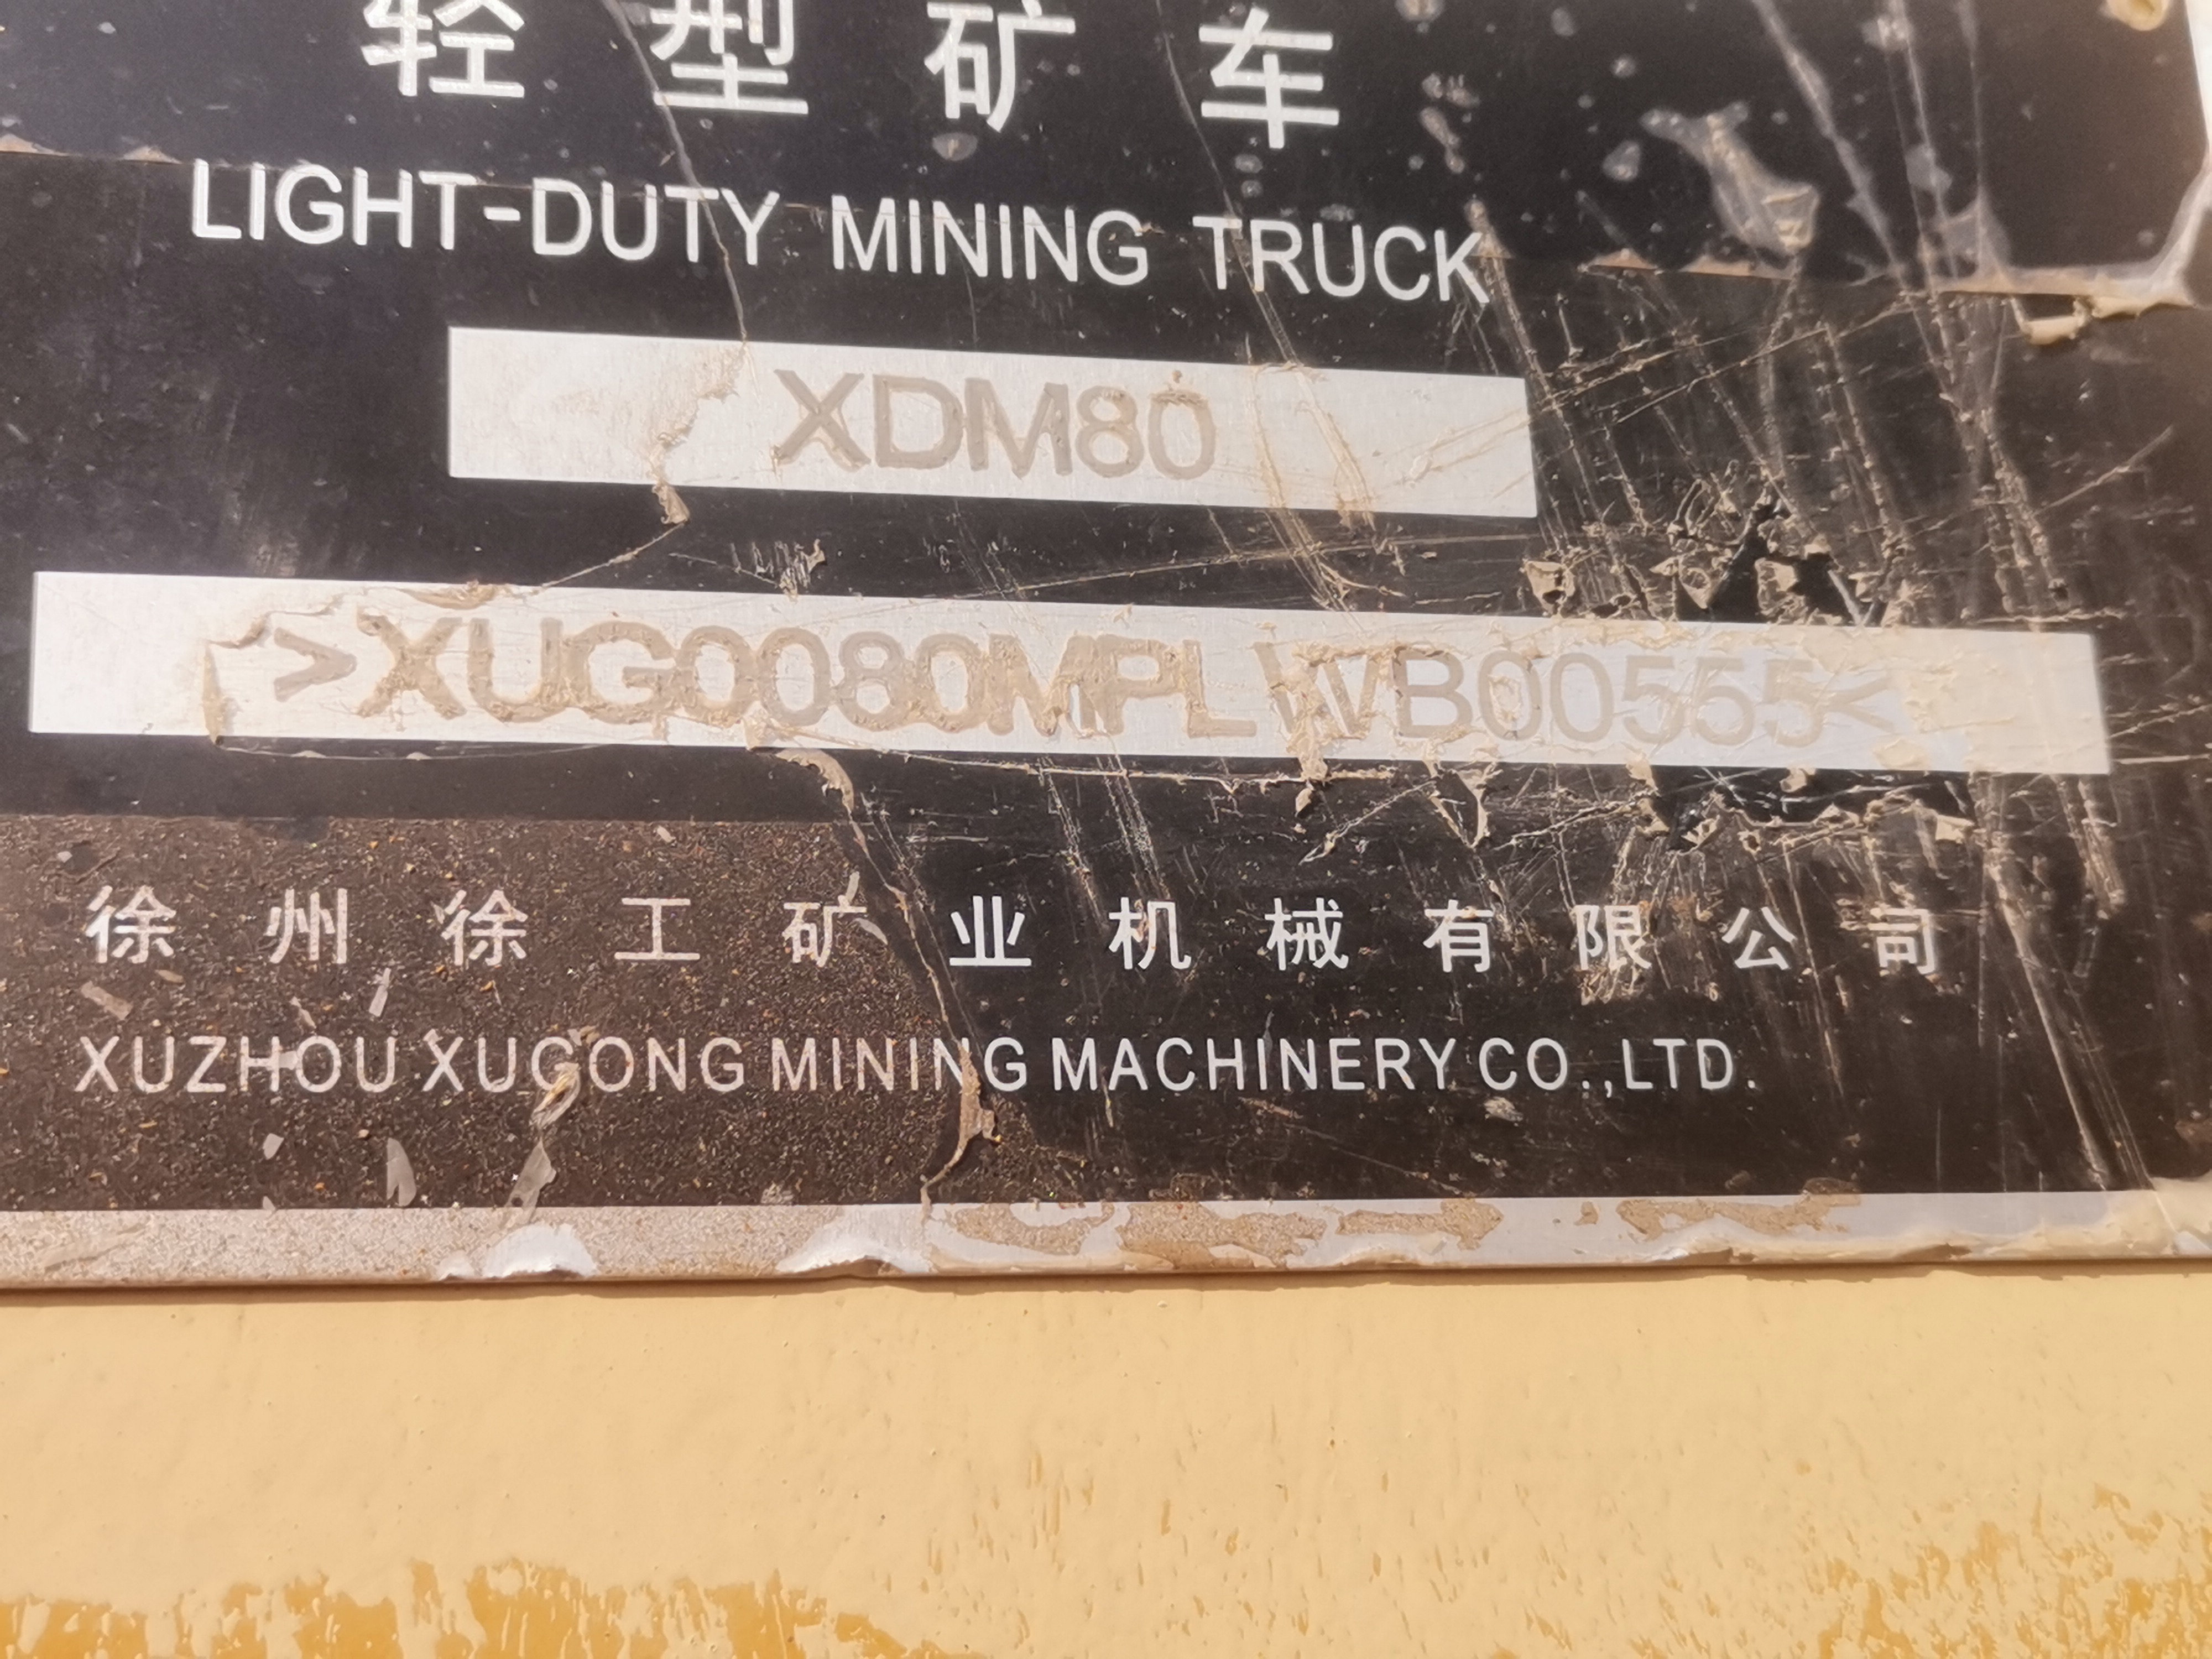 轻型矿车
LIGHT-DUTY MINING TRUCK
XDM80
>XUG0080MPLWB00555<
徐州徐工矿业机械有限公司
XUZHOU XUGONG MINING MACHINERY CO.,LTD.